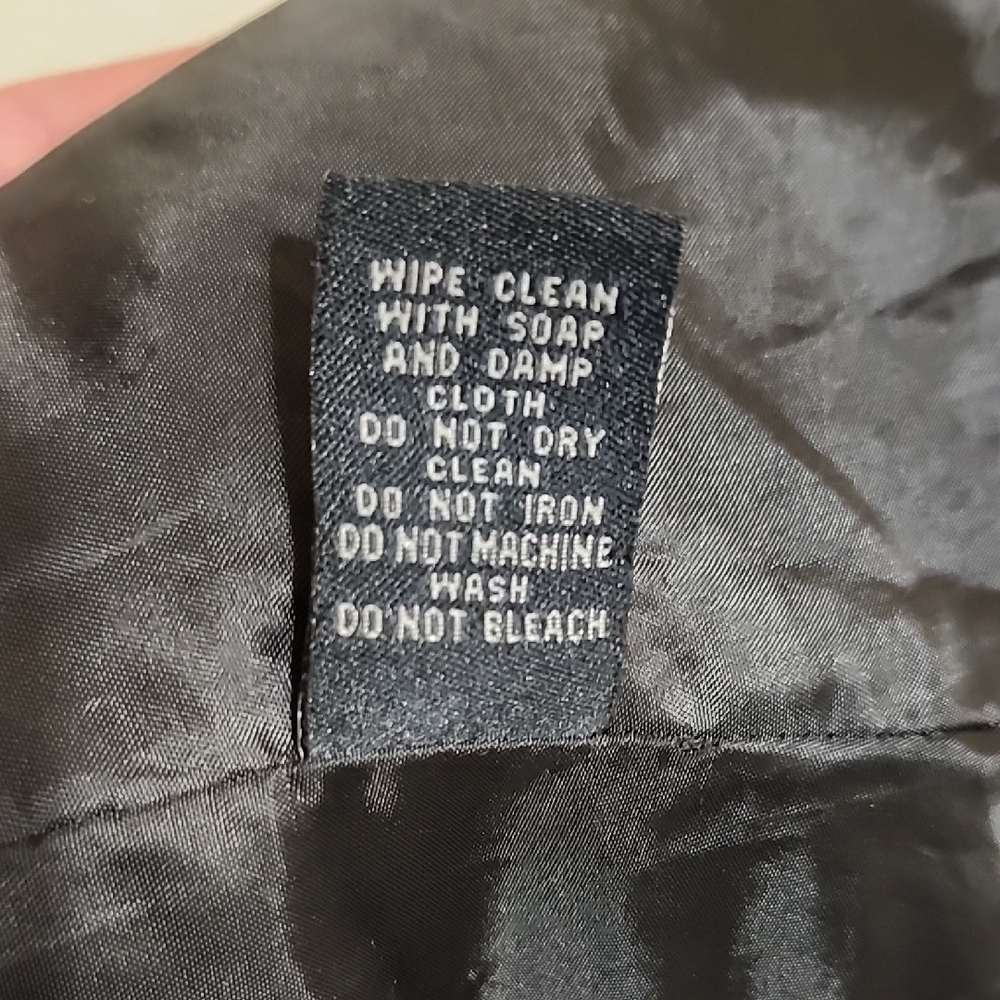 WIPE CLEAN
WITH SOAP
AND DAMP
CLOTH
DO NOT DRY
CLEAN
DO NOT IRON
DO NOT MACHINE
WASH
DO NOT BLEACH